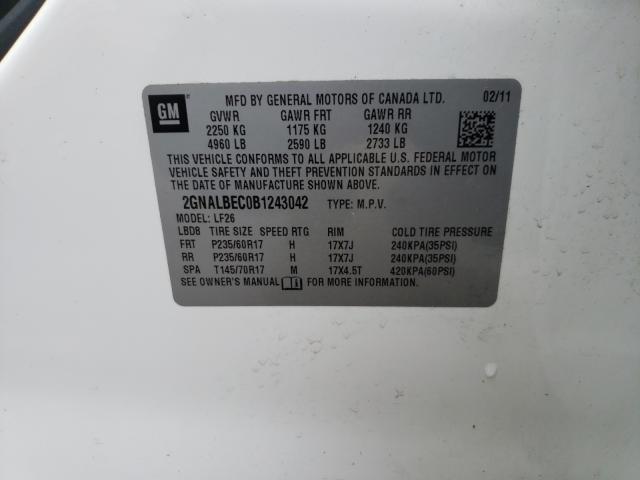 GM
MFD BY GENERAL MOTORS OF CANADA LTD. 02/11
GVWR GAWR FRT GAWR RR
2250 KG 1175 KG 1240 KG
4960 LB 2590 LB 2733 LB
THIS VEHICLE CONFORMS TO ALL APPLICABLE U.S. FEDERAL MOTOR
VEHICLE SAFETY AND THEFT PREVENTION STANDARDS IN EFFECT ON
THE DATE OF MANUFACTURE SHOWN ABOVE.
2GNALBEC0B1243042 TYPE: M.P.V.
MODEL: LF26
LBDB TIRE SIZE SPEED RTG RIM COLD TIRE PRESSURE
FRT P235/60R17 H 17X7J 240KPA(35PSI)
RR P235/60R17 H 17X7J 240KPA(35PSI)
SPA T145/70R17 M 17X4.5T 420KPA(60PSI)
SEE OWNER'S MANUAL FOR MORE INFORMATION.